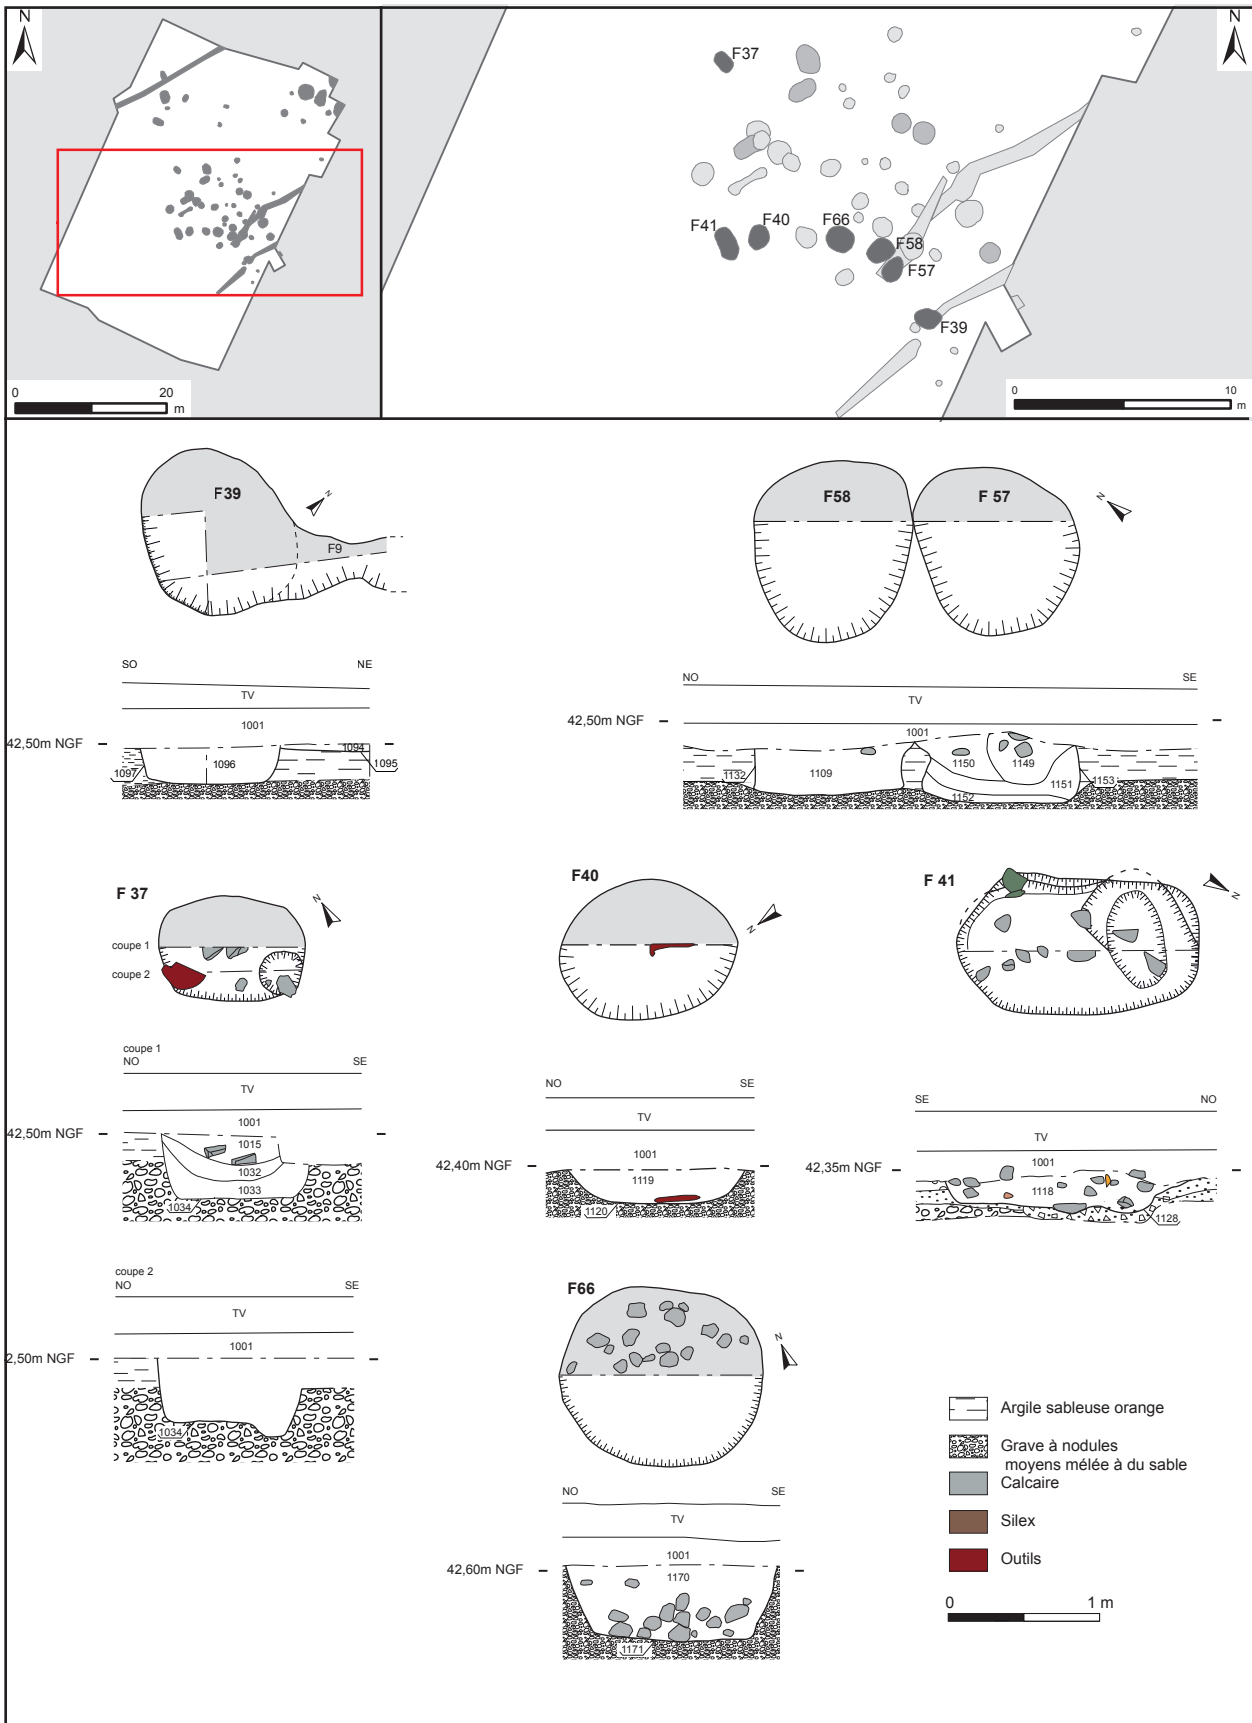 N
0 20
m
N
F37
F41
F40
F66
F58
F57
F39
0 10
m
F39
F9
N
SO NE
TV
1001
42,50m NGF
1094
1095
1096
1097
F58
F 57
N
NO SE
TV
42,50m NGF
1001
1150
1149
1132
1109
1151
1153
1152
F 37
coupe 1
coupe 2
N
coupe 1
NO SE
TV
1001
42,50m NGF
1015
1032
1033
1034
coupe 2
NO SE
TV
1001
2,50m NGF
1034
F40
N
NO SE
TV
1001
42,40m NGF
1119
1120
F 41
N
SE NO
TV
1001
42,35m NGF
1118
1128
F66
N
NO SE
TV
1001
42,60m NGF
1170
1171
Argile sableuse orange
Grave à nodules
moyens mélée à du sable
Calcaire
Silex
Outils
0 1 m